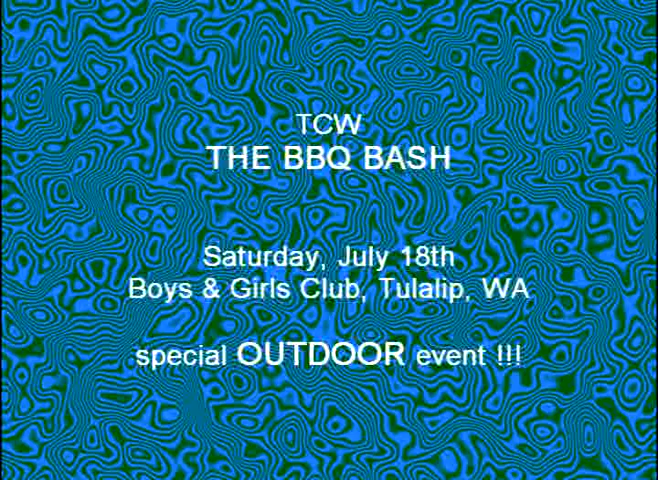 TCW
THE BBQ BASH
Saturday, July 18th
Boys & Girls Club, Tulalip, WA
special OUTDOOR event !!!